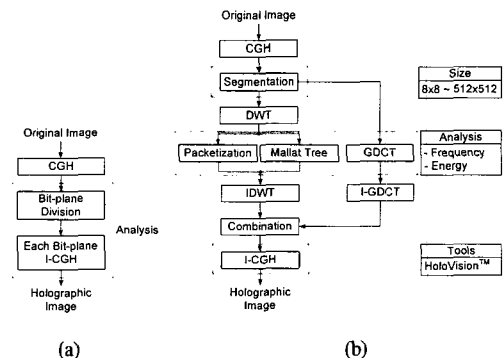 Original Image
CGH
Bit-plane
Division
Each Bit-plane
I-CGH
Analysis
Holographic
Image
(a)
Original Image
CGH
Segmentation
DWT
Packetization
Mallat Tree
GDCT
IDWT
I-GDCT
Combination
I-CGH
Holographic
Image
Size
8x8 ~ 512x512
Analysis
- Frequency
- Energy
Tools
HoloVision™
(b)